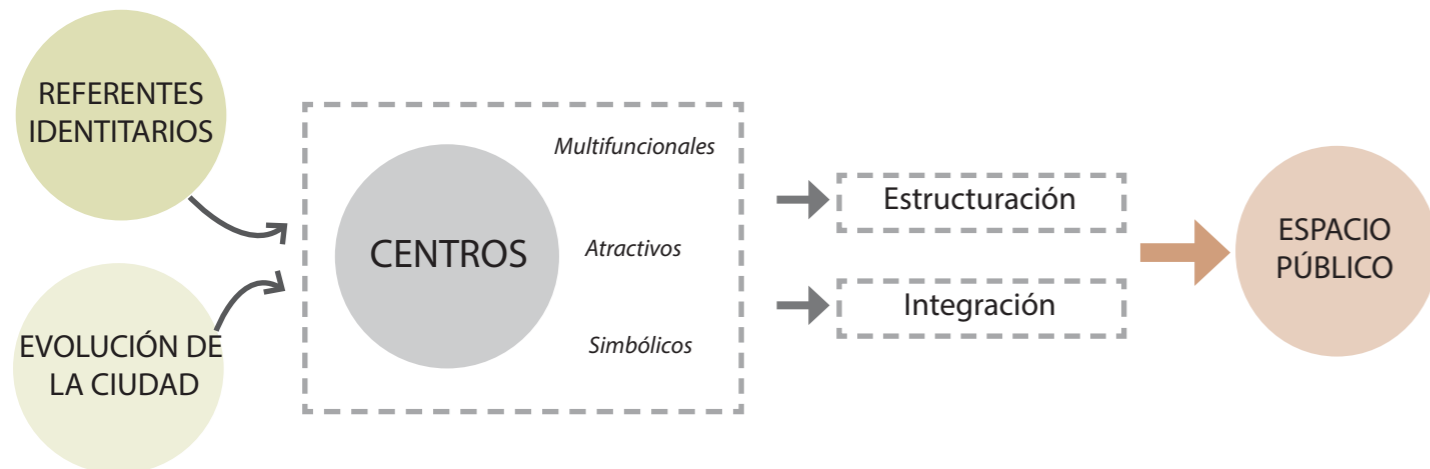 REFERENTES
IDENTITARIOS
EVOLUCIÓN DE
LA CIUDAD
CENTROS
Multifuncionales
Atractivos
Simbólicos
Estructuración
Integración
ESPACIO
PÚBLICO